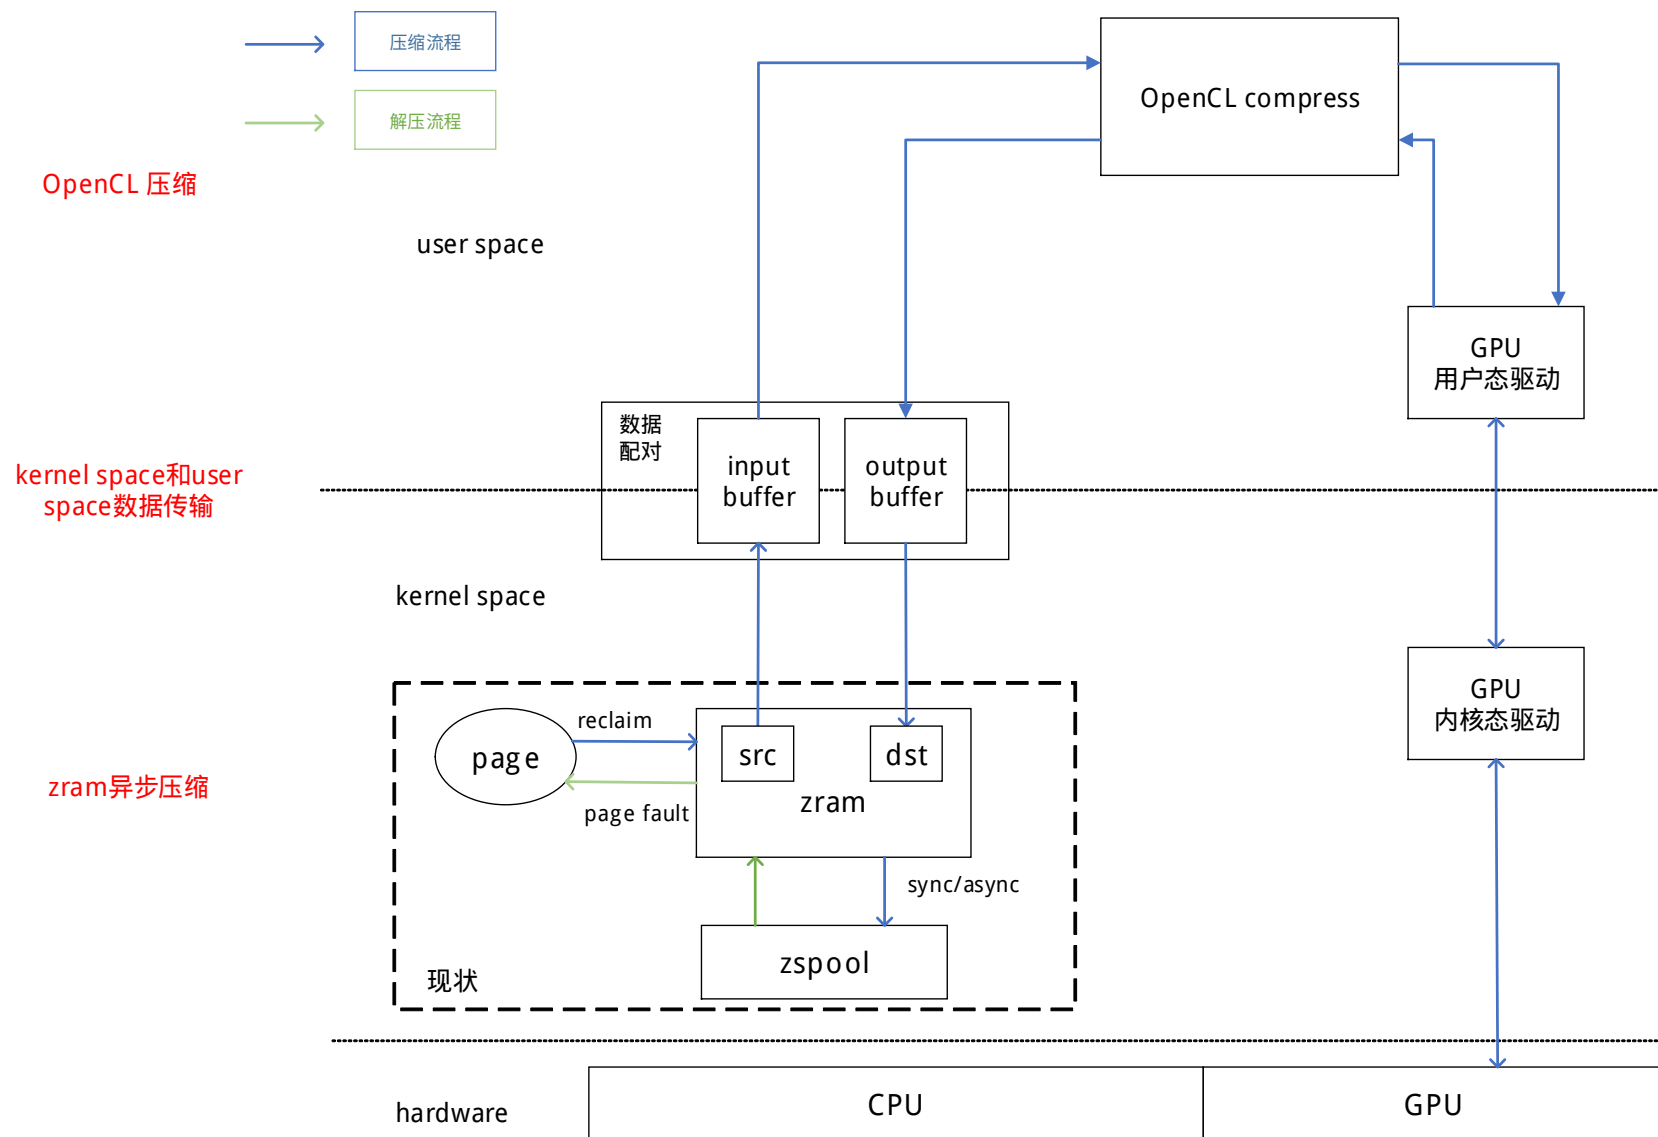 压缩流程
解压流程
OpenCL compress
OpenCL 压缩
user space
GPU
用户态驱动
数据
配对
input
buffer
output
buffer
kernel space和user
space数据传输
kernel space
GPU
内核态驱动
reclaim
page
src
dst
zram
page fault
zram异步压缩
sync/async
zspool
现状
hardware
CPU
GPU